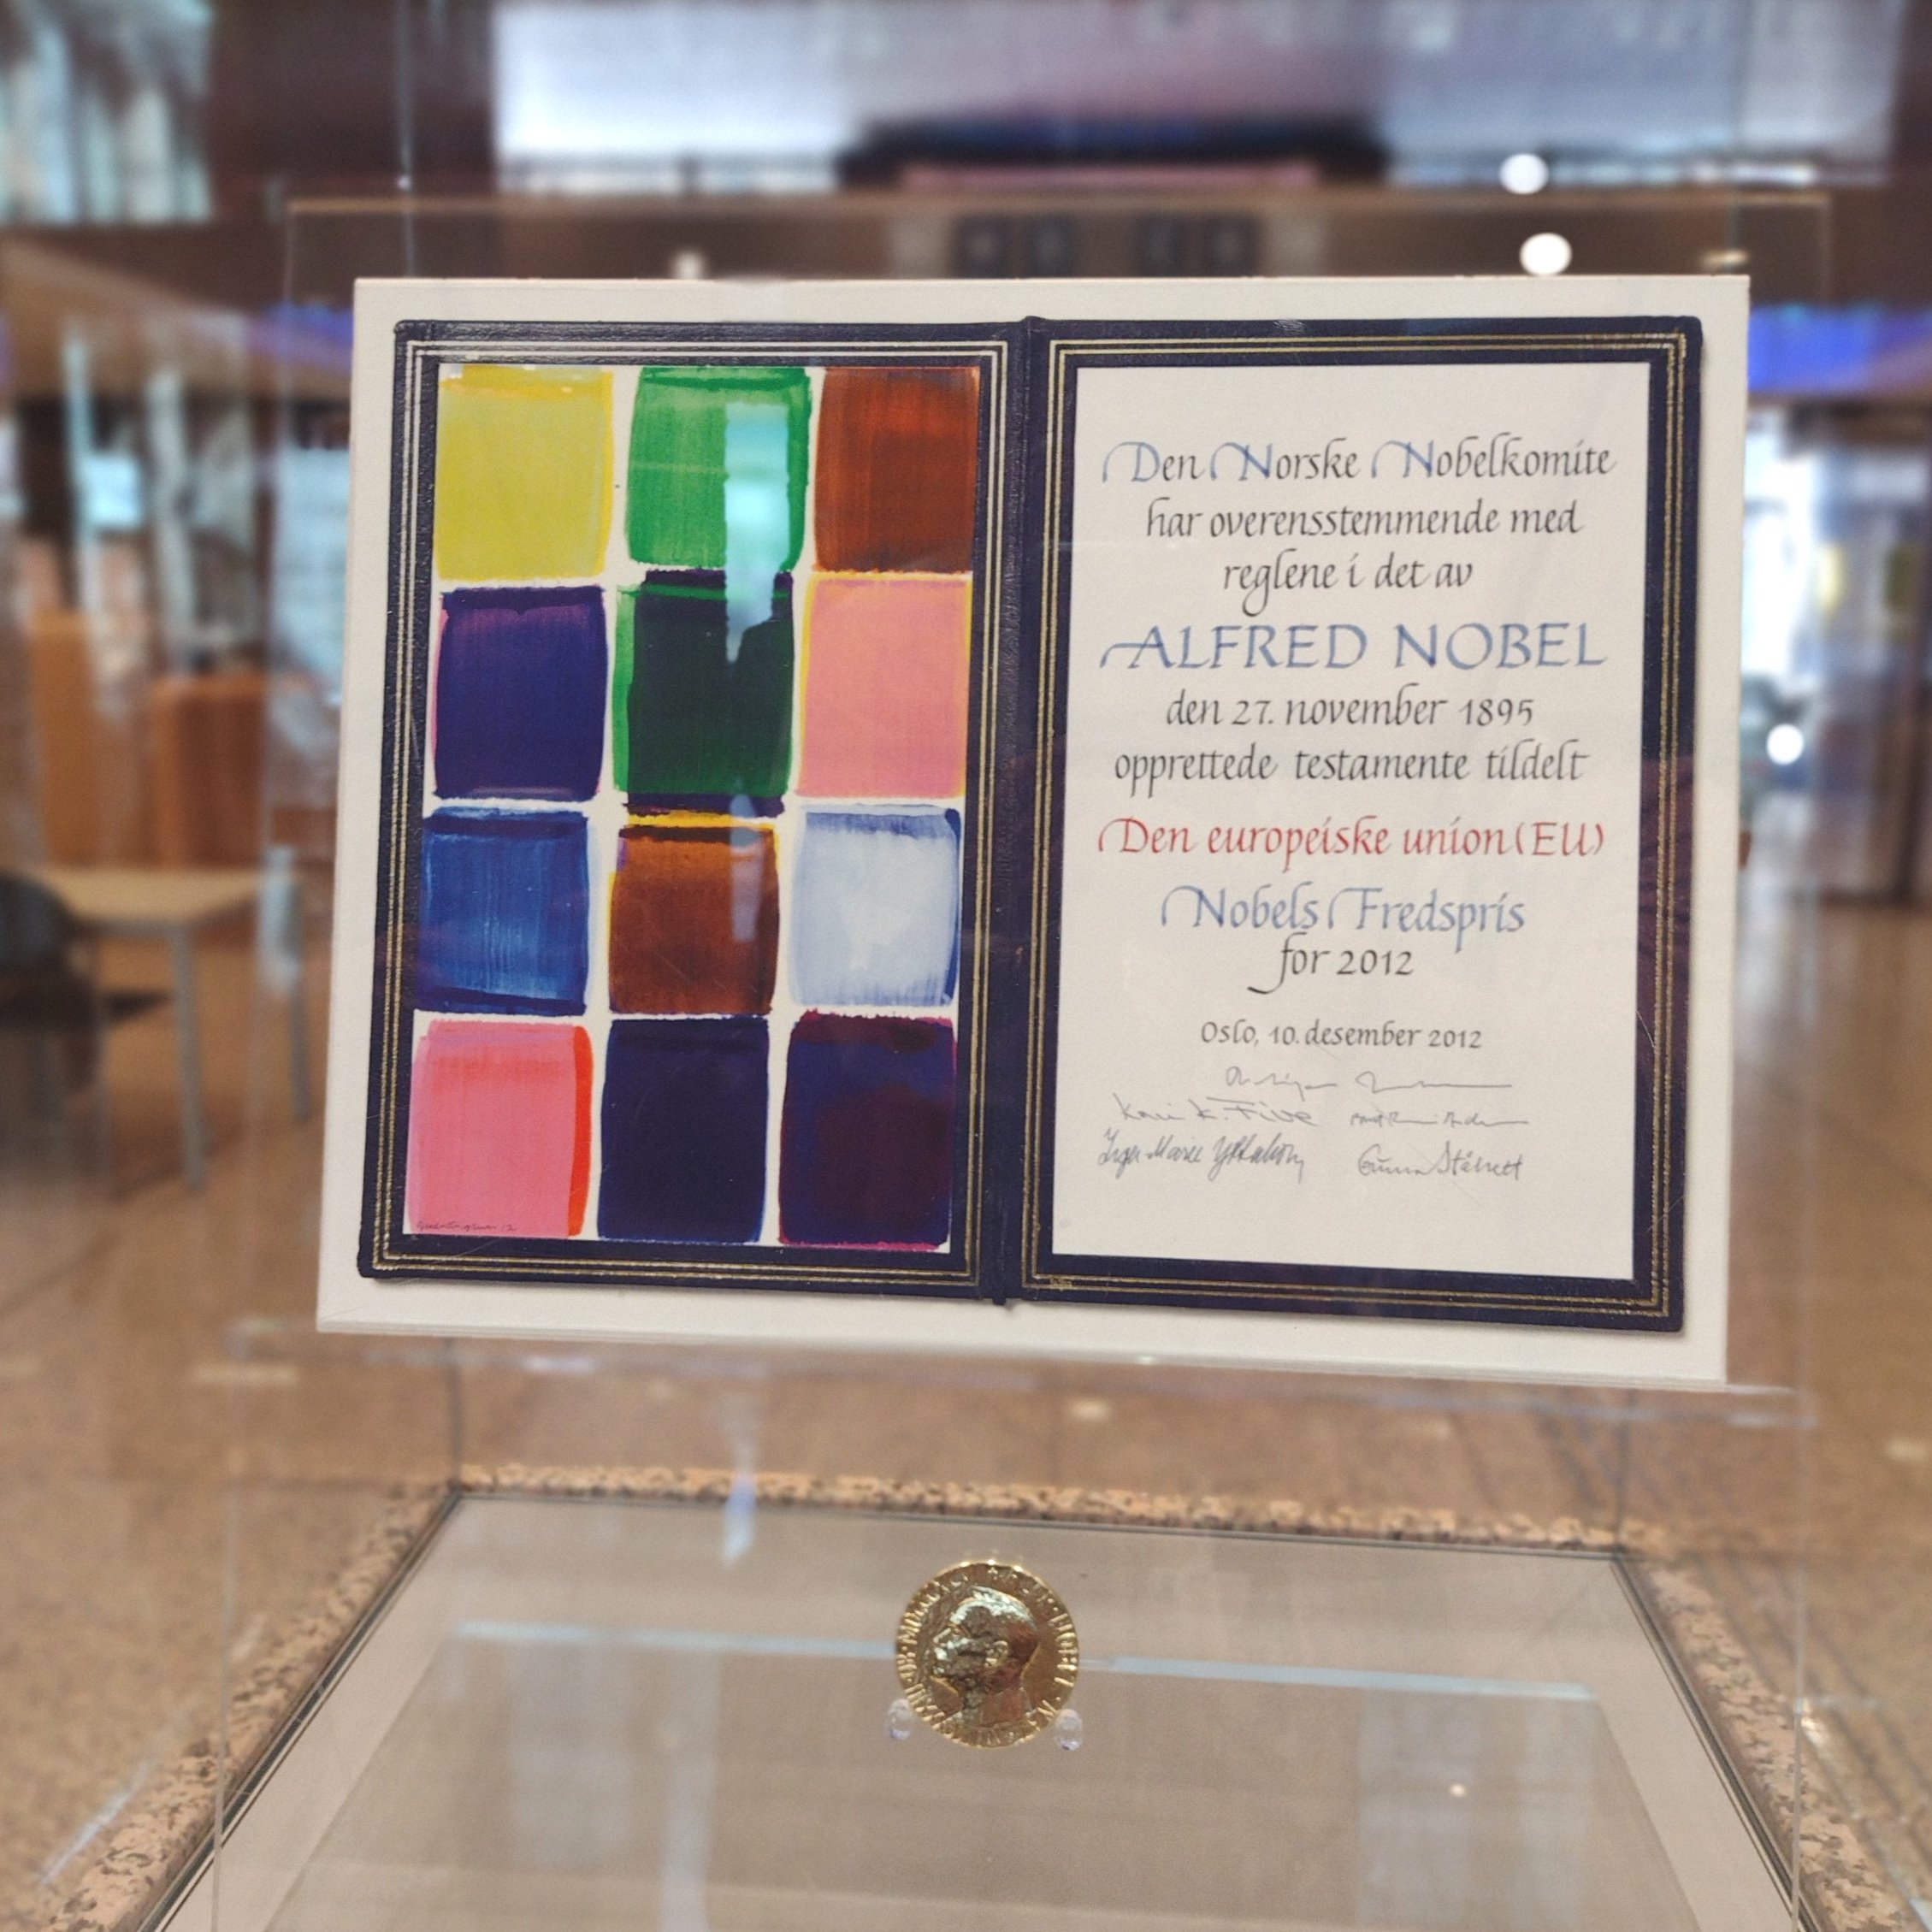 Den Norske Nobelkomite
har overensstemmende med
reglene i det av
ALFRED NOBEL
den 27. november 1895
opprettede testamente tildelt
Den europeiske union (EU)
Nobels Fredspris
for 2012
Oslo, 10. desember 2012